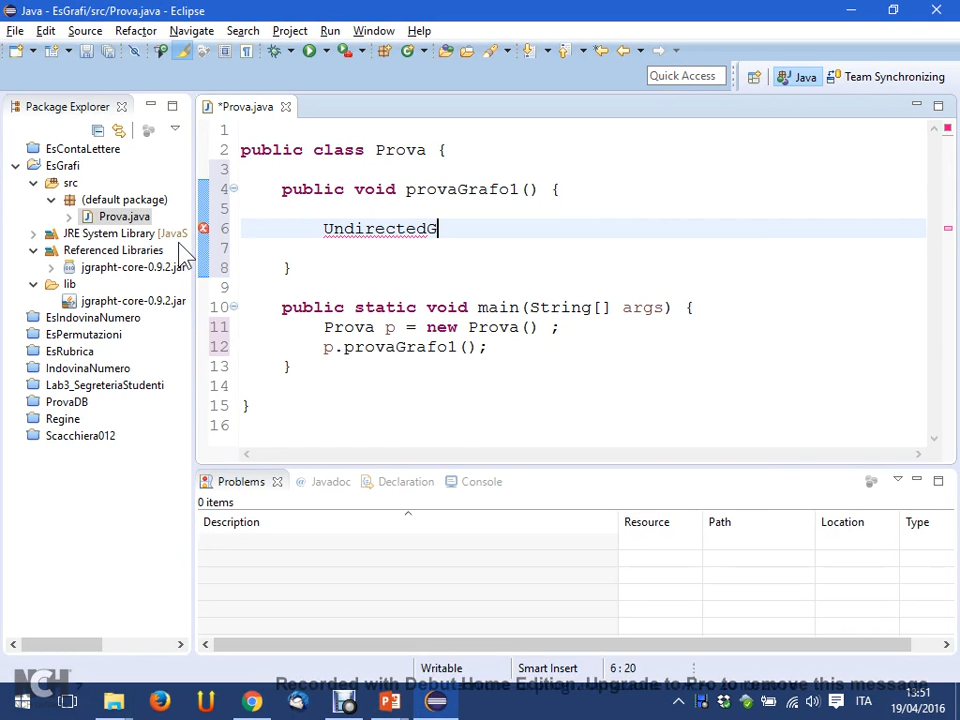 Java - EsGrafi/src/Prova.java - Eclipse
File Edit Source Refactor Navigate Search Project Run Window Help
Quick Access Java Team Synchronizing
Package Explorer
*Prova.java
EsContaLettere
EsGrafi
src
(default package)
Prova.java
JRE System Library [JavaS
Referenced Libraries
jgrapht-core-0.9.2.jar
lib
jgrapht-core-0.9.2.jar
EsIndovinaNumero
EsPermutazioni
EsRubrica
IndovinaNumero
Lab3_SegreteriaStudenti
ProvaDB
Regine
Scacchiera012
1
2 public class Prova {
3
4 public void provaGrafo1() {
5
6 UndirectedG
7
8 }
9
10 public static void main(String[] args) {
11 Prova p = new Prova() ;
12 p.provaGrafo1();
13 }
14
15 }
16
Problems Javadoc Declaration Console
0 items
Description Resource Path Location Type
Writable Smart Insert 6 : 20
NCH
Recorded with Debut Home Edition. Upgrade to Pro to remove this message
ITA
13:51
19/04/2016